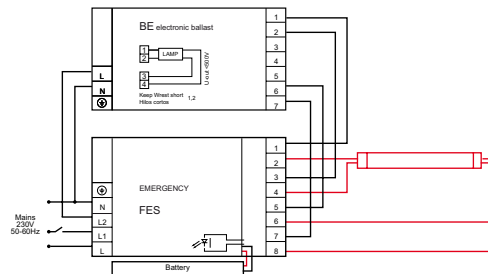 BE electronic ballast
1
2
3
4
5
6
7
1
2
3
4
LAMP
U-out <500V
L
N
Keep Wrest short 1,2
Hilos cortos
1
2
3
4
5
6
7
8
EMERGENCY
FES
N
L2
L1
L
Mains
230V
50-60Hz
Battery